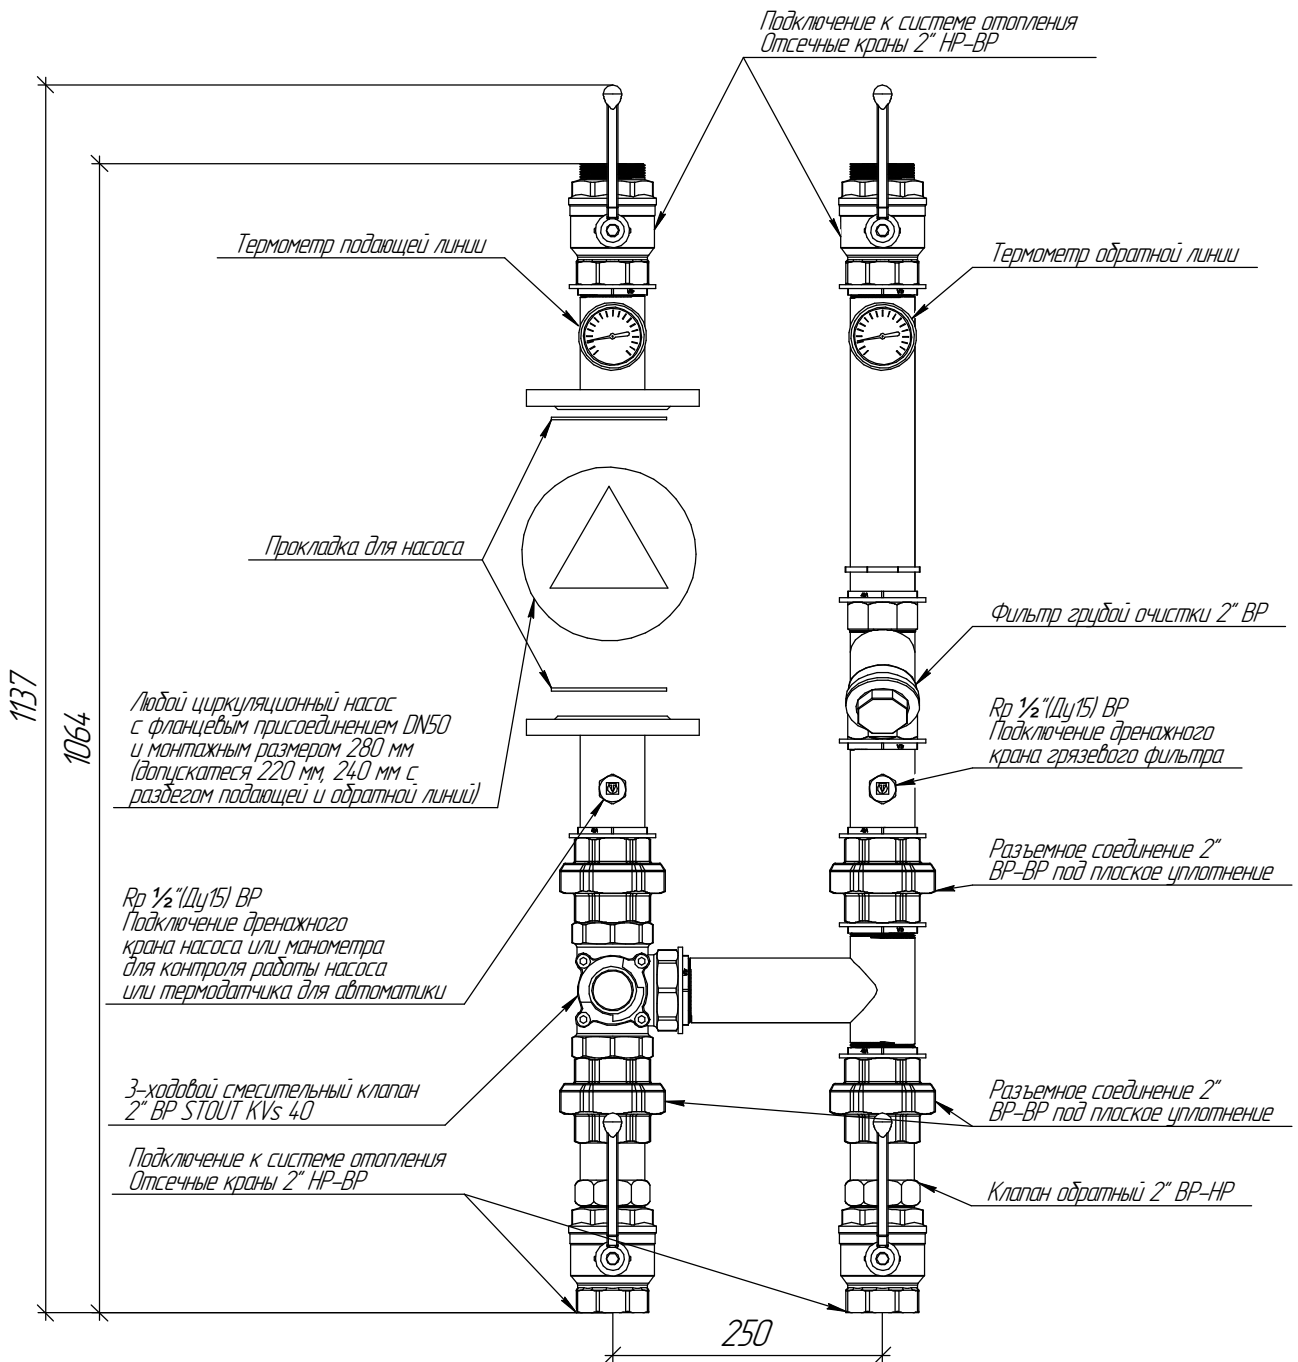 Подключение к системе отопления
Отсечные краны 2" НР-ВР
Термометр подающей линии
Термометр обратной линии
Прокладка для насоса
Фильтр грубой очистки 2" ВР
1137
1064
Любой циркуляционный насос
с фланцевым присоединением DN50
и монтажным размером 280 мм
(допускатеся 220 мм, 240 мм с
разбегом подающей и обратной линий)
Rp ½"(Ду15) ВР
Подключение дренажного
крана грязевого фильтра
Разъемное соединение 2"
ВР-ВР под плоское уплотнение
Rp ½"(Ду15) ВР
Подключение дренажного
крана насоса или манометра
для контроля работы насоса
или термодатчика для автоматики
3-ходовой смесительный клапан
2" ВР STOUT KVs 40
Разъемное соединение 2"
ВР-ВР под плоское уплотнение
Подключение к системе отопления
Отсечные краны 2" НР-ВР
Клапан обратный 2" ВР-НР
250